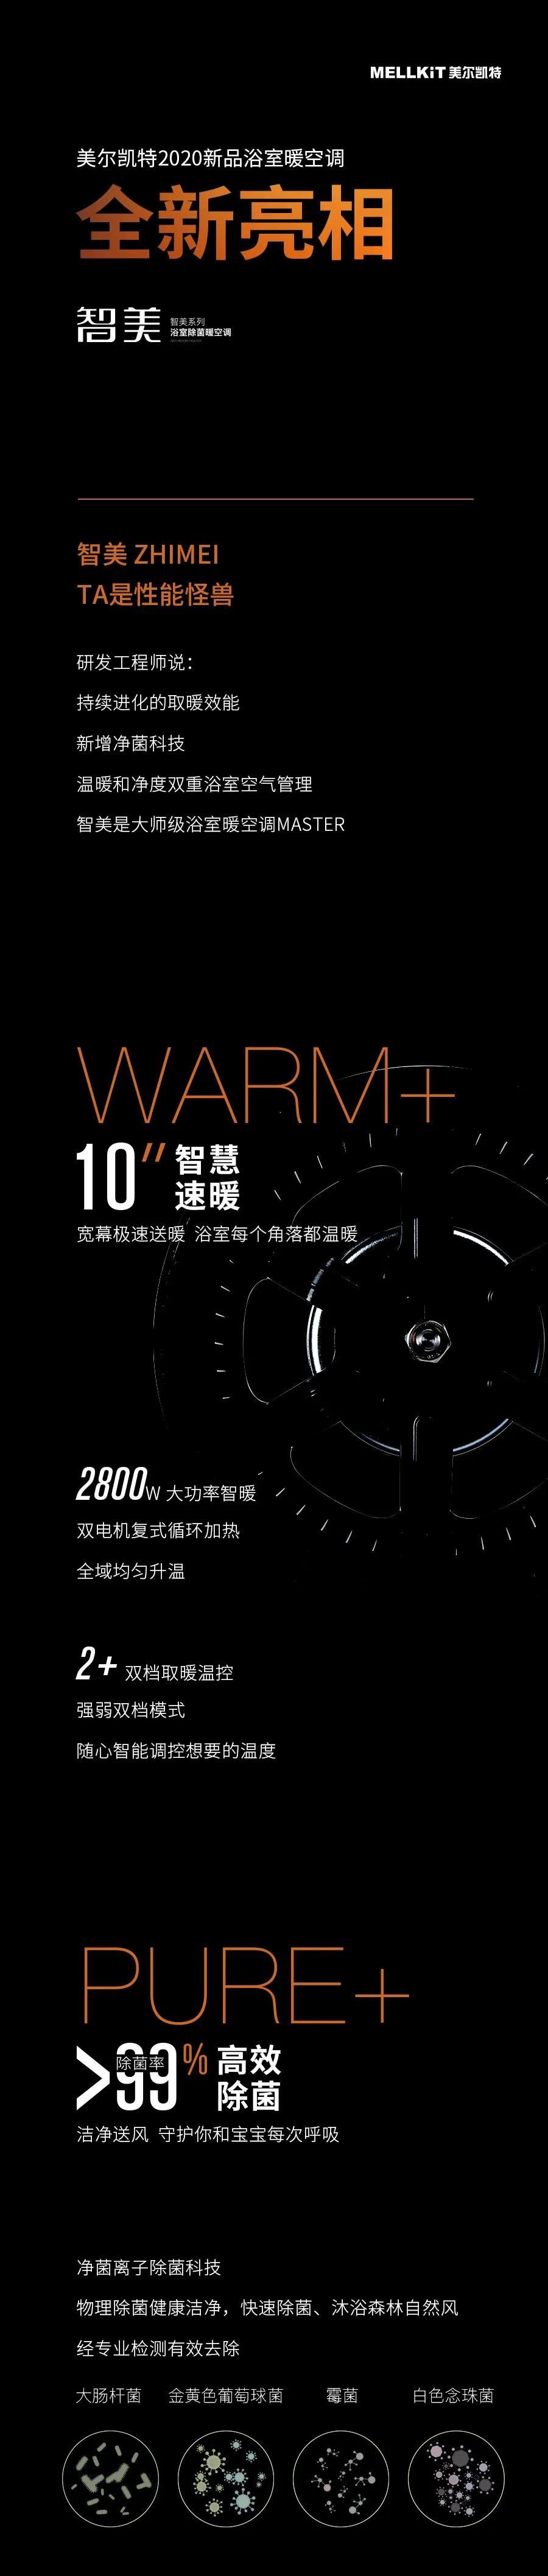 MELLKiT 美尔凯特
美尔凯特2020新品浴室暖空调
全新亮相
智美 智美系列
浴室除菌暖空调
智美 ZHIMEI
TA是性能怪兽
研发工程师说：
持续进化的取暖效能
新增净菌科技
温暖和净度双重浴室空气管理
智美是大师级浴室暖空调MASTER
WARM+
10″ 智慧
速暖
宽幕极速送暖 浴室每个角落都温暖
2800W 大功率智暖
双电机复式循环加热
全域均匀升温
2+ 双档取暖温控
强弱双档模式
随心智能调控想要的温度
PURE+
>99% 除菌率 高效
除菌
洁净送风 守护你和宝宝每次呼吸
净菌离子除菌科技
物理除菌健康洁净，快速除菌、沐浴森林自然风
经专业检测有效去除
大肠杆菌 金黄色葡萄球菌 霉菌 白色念珠菌